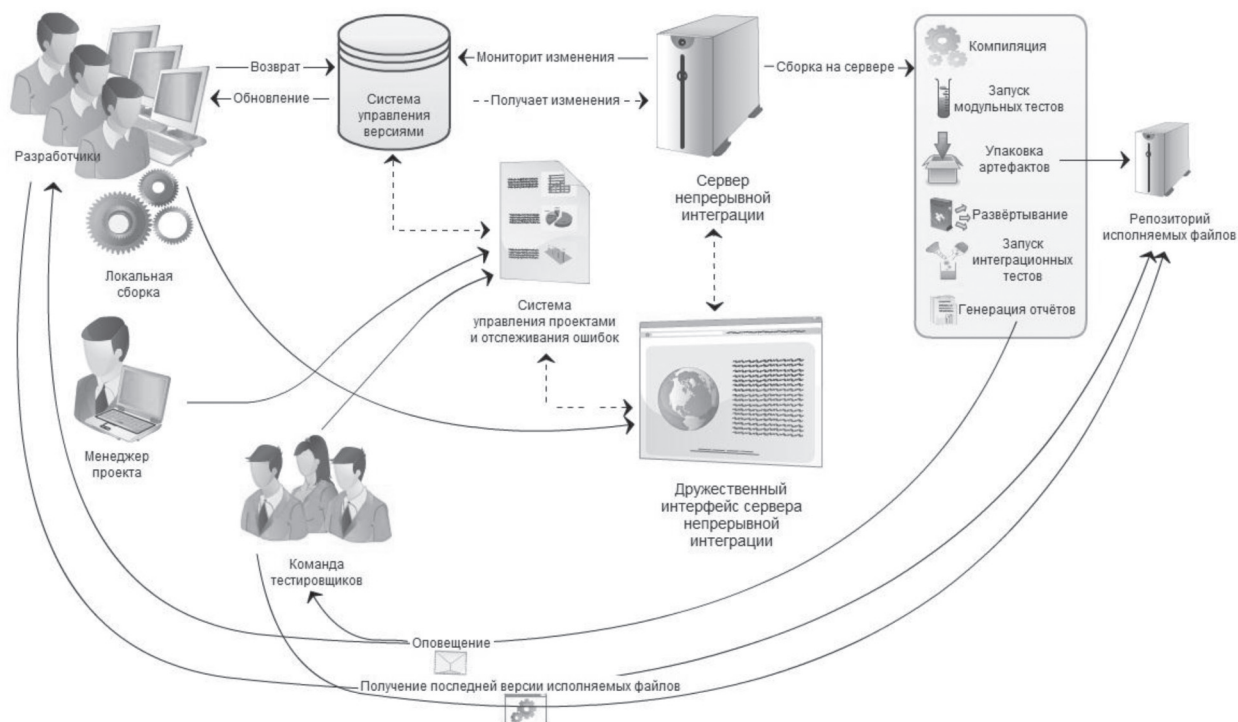 Разработчики
Возврат
Обновление
Система
управления
версиями
Мониторит изменения
Получает изменения
Сервер
непрерывной
интеграции
Сборка на сервере
Компиляция
Запуск
модульных тестов
Упаковка
артефактов
Развёртывание
Запуск
интеграционных
тестов
Генерация отчётов
Репозиторий
исполняемых файлов
Локальная
сборка
Система
управления проектами
и отслеживания ошибок
Менеджер
проекта
Дружественный
интерфейс сервера
непрерывной
интеграции
Команда
тестировщиков
Оповещение
Получение последней версии исполняемых файлов